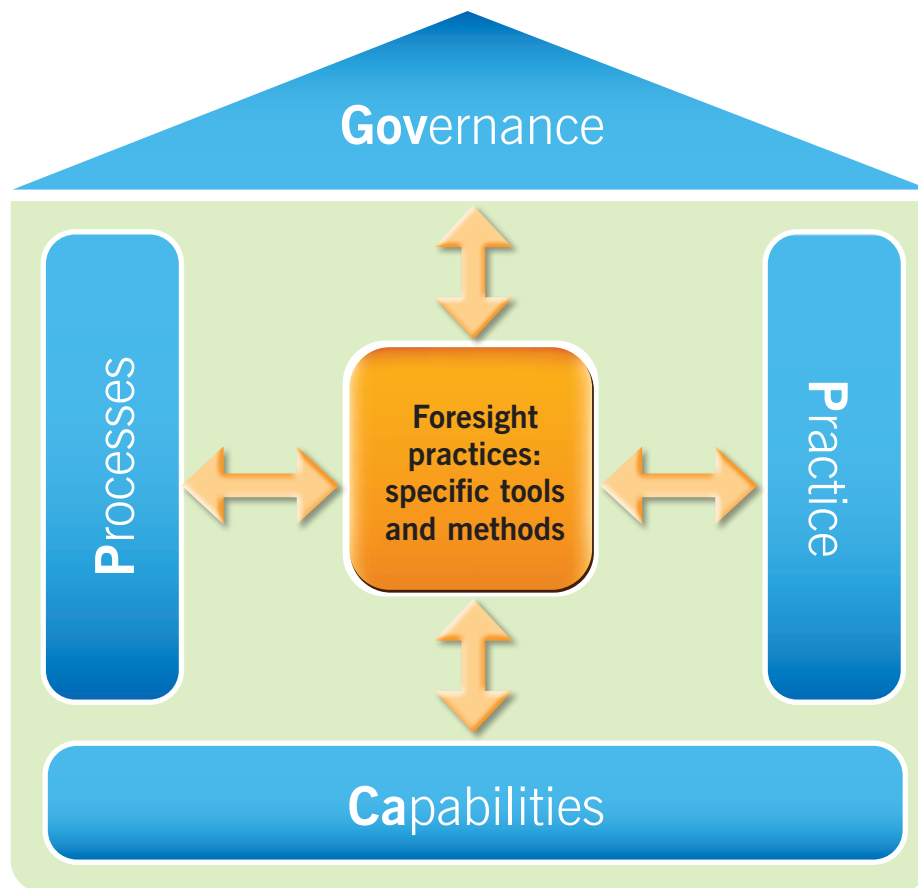 Governance
Processes
Foresight
practices:
specific tools
and methods
Practice
Capabilities